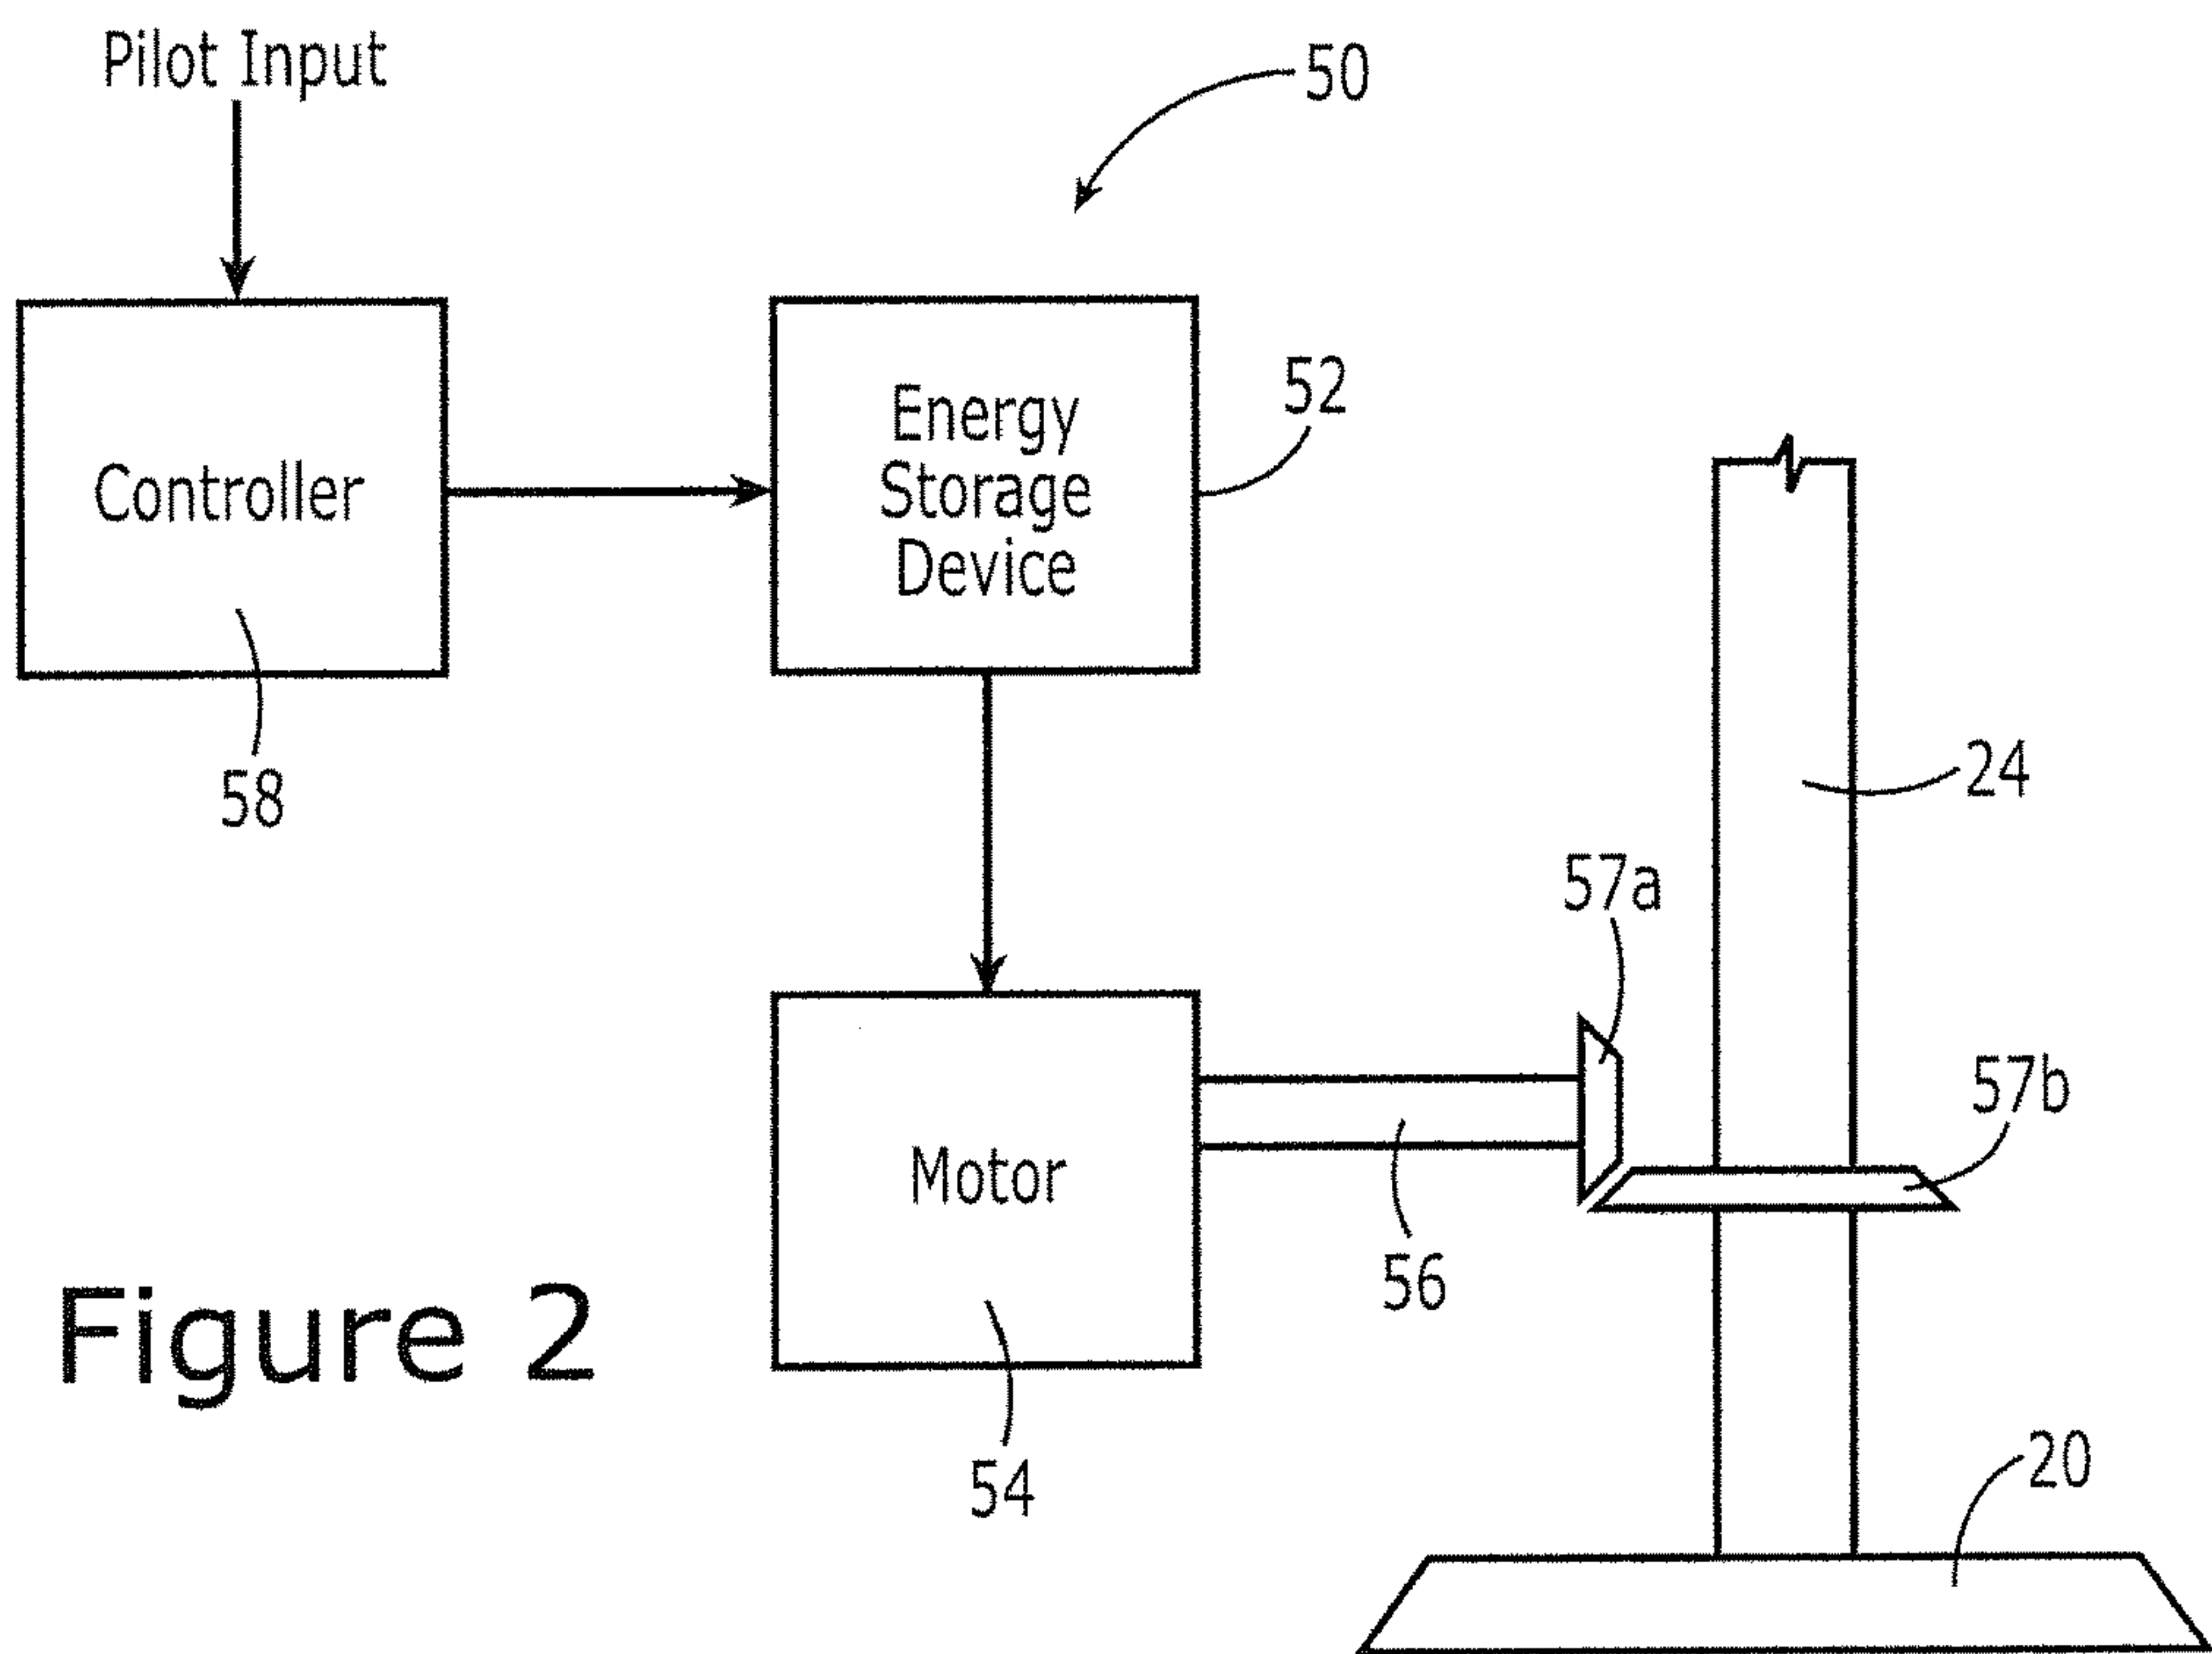 Pilot Input
50
Controller
Energy
Storage
Device
52
58
24
57a
57b
Motor
56
54
20
Figure 2